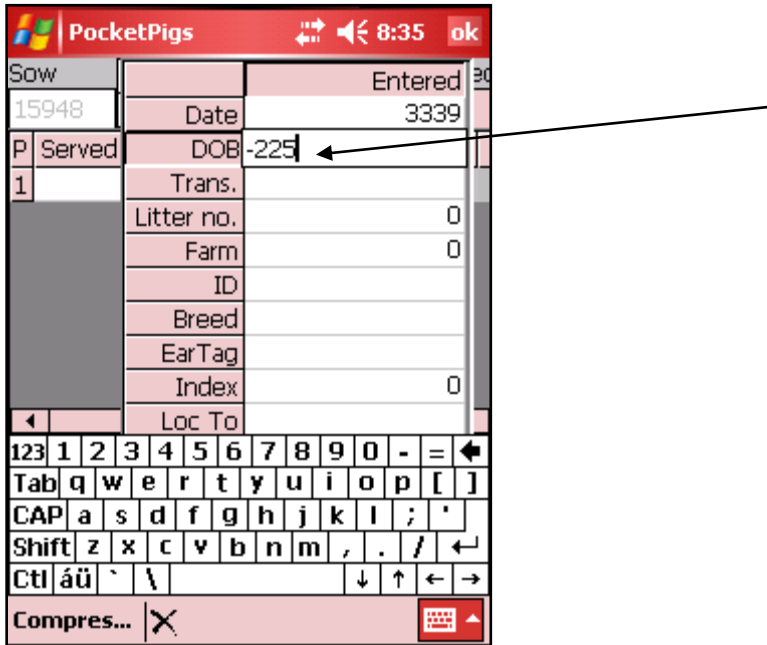 PocketPigs 8:35 ok
Sow Entered
15948 Date 3339
P Served DOB -225
1 Trans.
Litter no. 0
Farm 0
ID
Breed
EarTag
Index 0
Loc To
123 1 2 3 4 5 6 7 8 9 0 - = 
Tab q w e r t y u i o p [ ]
CAP a s d f g h j k l ; '
Shift z x c v b n m , . / ↵
Ctl áü ` \ ↓ ↑ ← →
Compres...